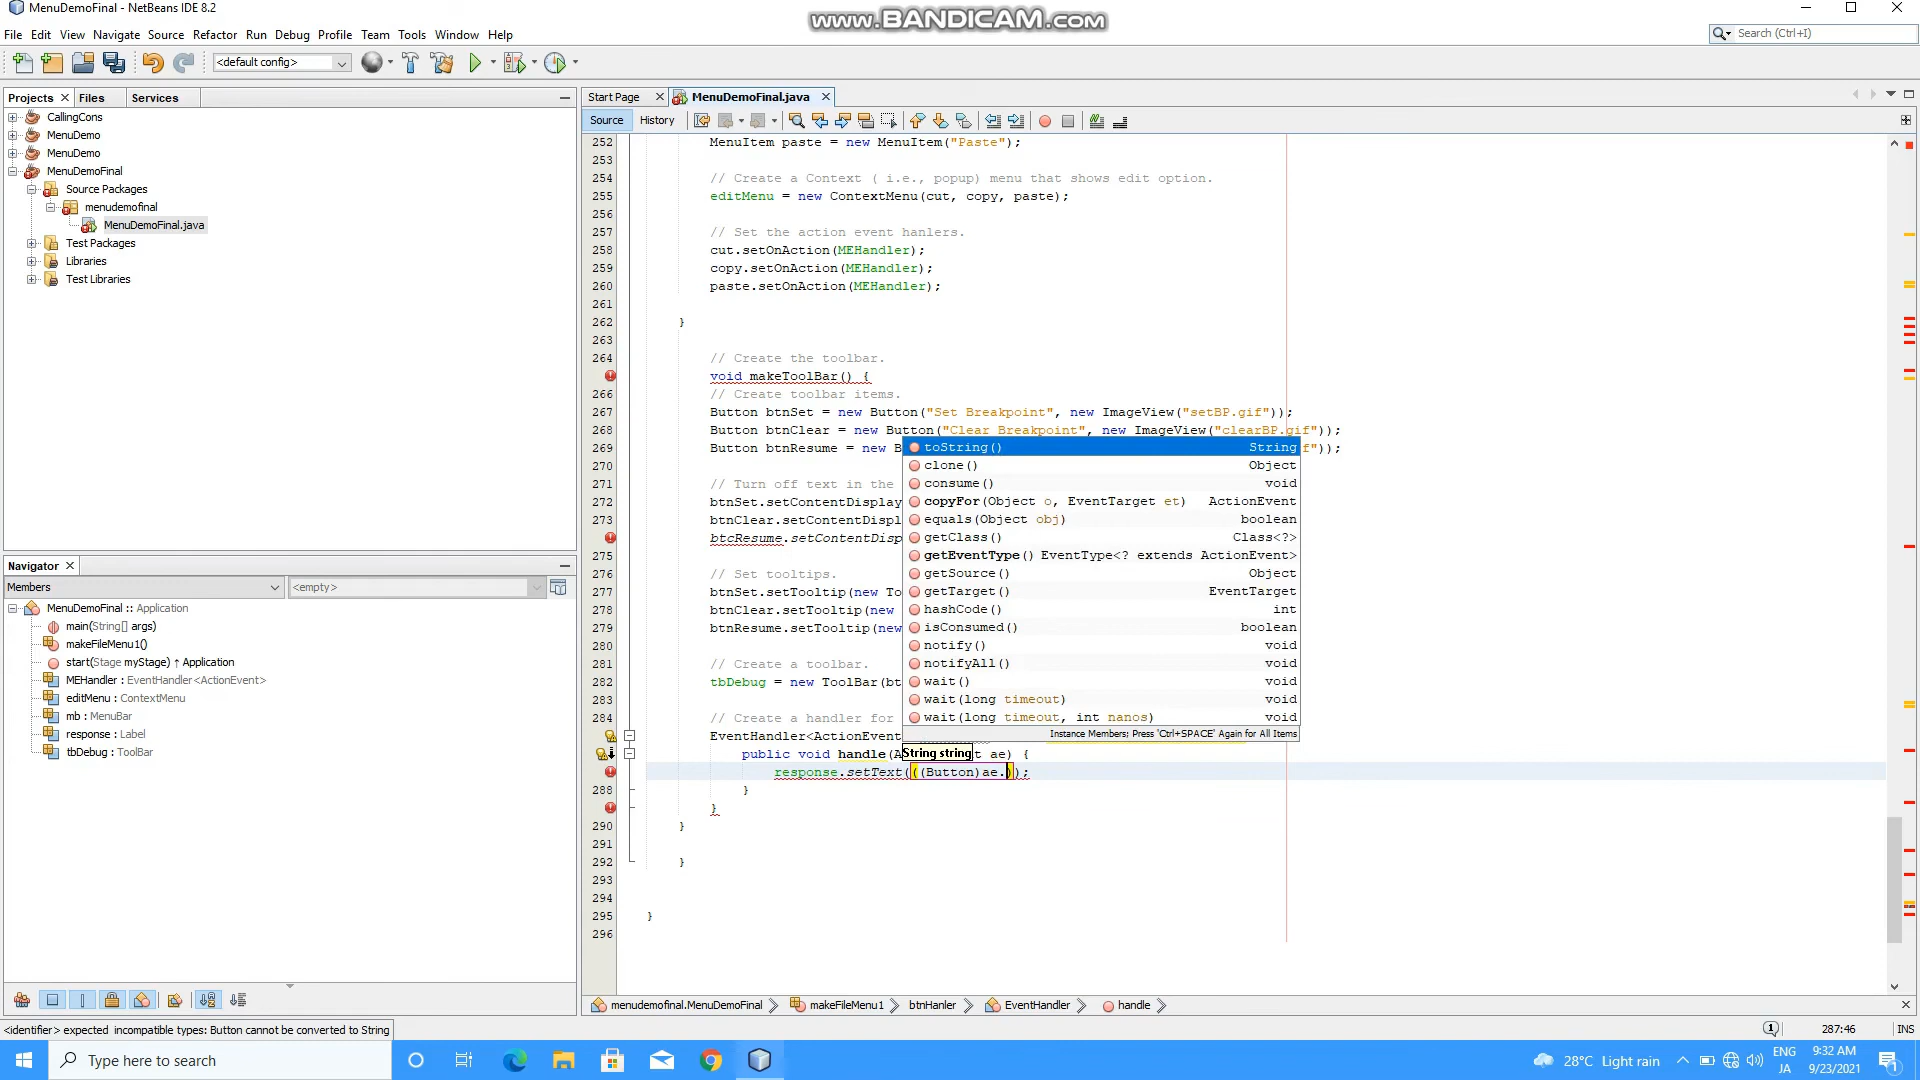 MenuDemoFinal - NetBeans IDE 8.2
www.BANDICAM.com
File Edit View Navigate Source Refactor Run Debug Profile Team Tools Window Help
Search (Ctrl+I)
<default config>
Projects Files Services
Start Page MenuDemoFinal.java
Source History
CallingCons
MenuDemo
MenuDemo
MenuDemoFinal
Source Packages
menudemofinal
MenuDemoFinal.java
Test Packages
Libraries
Test Libraries
Navigator
Members <empty>
MenuDemoFinal :: Application
main(String[] args)
makeFileMenu1()
start(Stage myStage) ↑ Application
MEHandler : EventHandler<ActionEvent>
editMenu : ContextMenu
mb : MenuBar
response : Label
tbDebug : ToolBar
252 MenuItem paste = new MenuItem("Paste");
253
254 // Create a Context ( i.e., popup) menu that shows edit option.
255 editMenu = new ContextMenu(cut, copy, paste);
256
257 // Set the action event hanlers.
258 cut.setOnAction(MEHandler);
259 copy.setOnAction(MEHandler);
260 paste.setOnAction(MEHandler);
261
262 }
263
264 // Create the toolbar.
void makeToolBar() {
266 // Create toolbar items.
267 Button btnSet = new Button("Set Breakpoint", new ImageView("setBP.gif"));
268 Button btnClear = new Button("Clear Breakpoint", new ImageView("clearBP.gif"));
269 Button btnResume = new B f"));
270
271 // Turn off text in the
272 btnSet.setContentDisplay
273 btnClear.setContentDispl
btcResume.setContentDisp
275
276 // Set tooltips.
277 btnSet.setTooltip(new To
278 btnClear.setTooltip(new
279 btnResume.setTooltip(new
280
281 // Create a toolbar.
282 tbDebug = new ToolBar(bt
283
284 // Create a handler for
EventHandler<ActionEvent
public void handle(A t ae) {
response.setText(((Button)ae.));
288 }
}
290 }
291
292 }
293
294
295 }
296
toString() String
clone() Object
consume() void
copyFor(Object o, EventTarget et) ActionEvent
equals(Object obj) boolean
getClass() Class<?>
getEventType() EventType<? extends ActionEvent>
getSource() Object
getTarget() EventTarget
hashCode() int
isConsumed() boolean
notify() void
notifyAll() void
wait() void
wait(long timeout) void
wait(long timeout, int nanos) void
Instance Members; Press 'Ctrl+SPACE' Again for All Items
String string
menudemofinal.MenuDemoFinal makeFileMenu1 btnHanler EventHandler handle
<identifier> expected incompatible types: Button cannot be converted to String
1 287:46 INS
Type here to search
28°C Light rain
ENG
JA
9:32 AM
9/23/2021
1